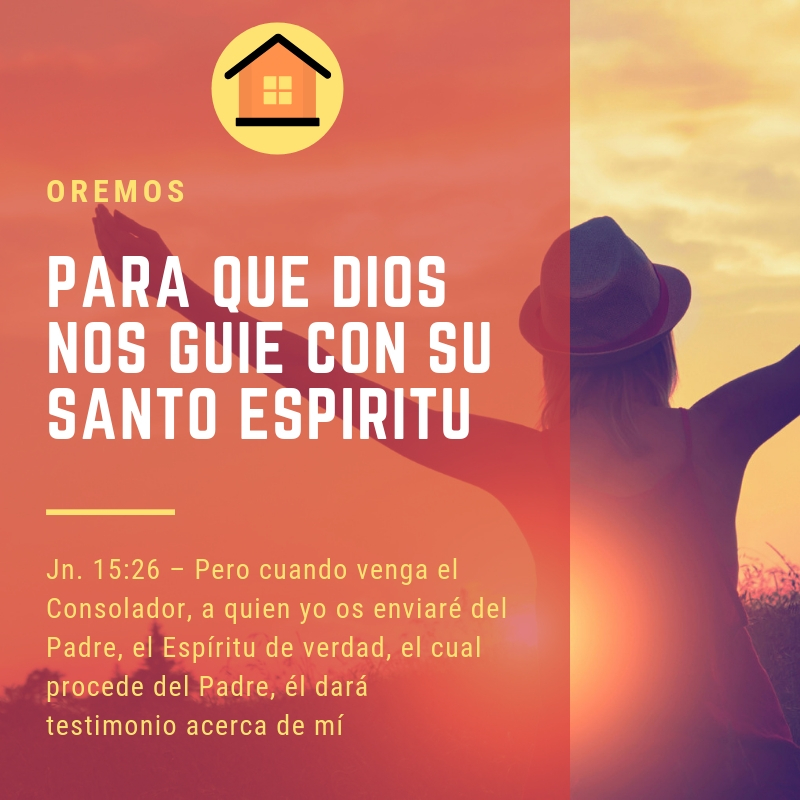 OREMOS
PARA QUE DIOS
NOS GUIE CON SU
SANTO ESPIRITU
Jn. 15:26 – Pero cuando venga el
Consolador, a quien yo os enviaré del
Padre, el Espíritu de verdad, el cual
procede del Padre, él dará
testimonio acerca de mí